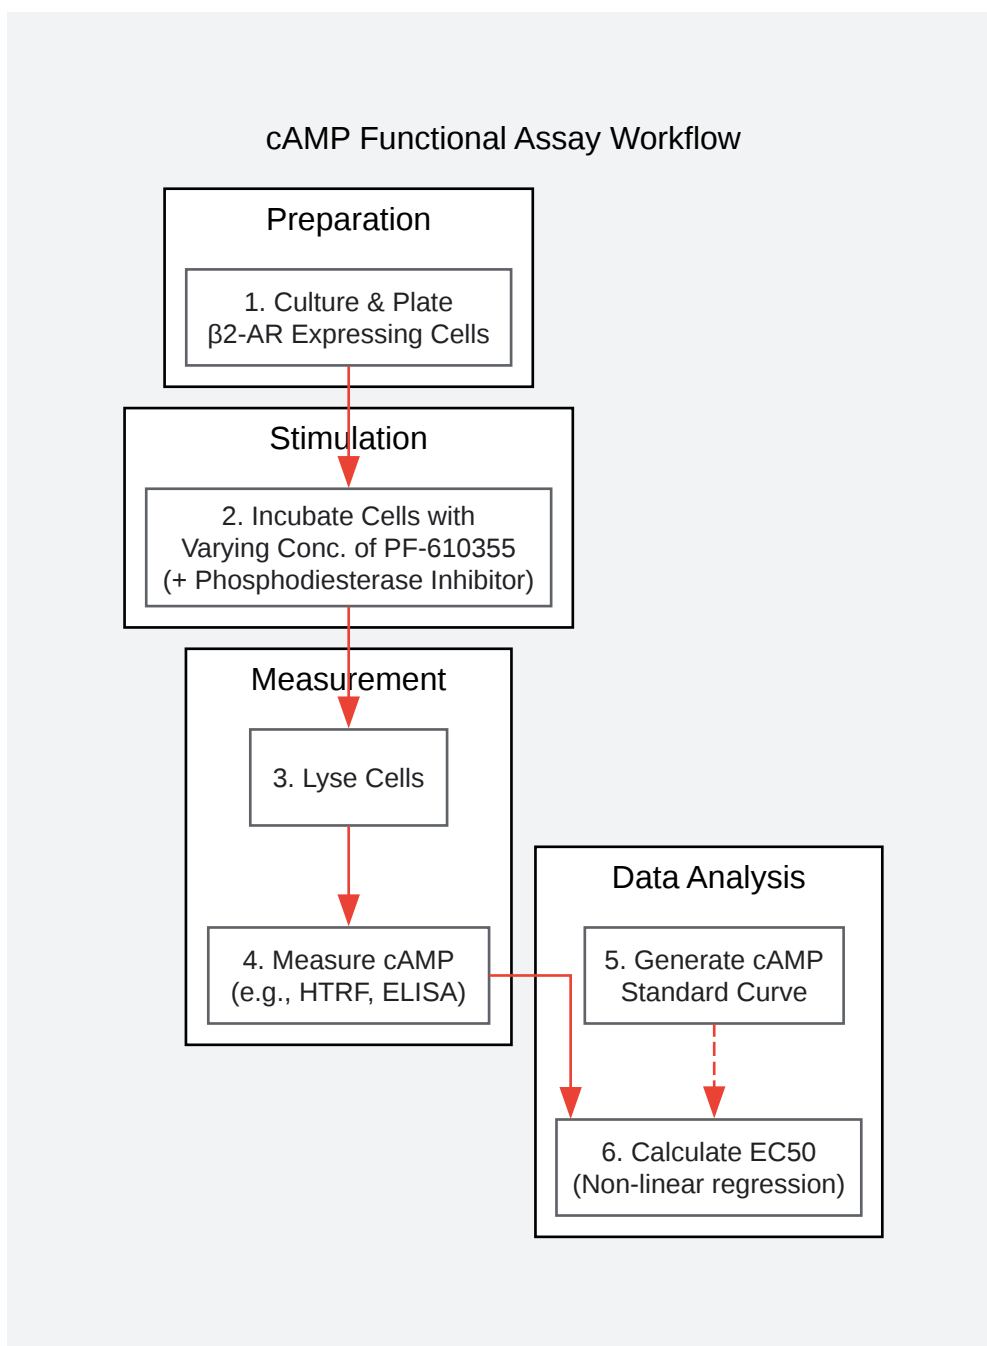 cAMP Functional Assay Workflow
Preparation
1. Culture & Plate
β2-AR Expressing Cells
Stimulation
2. Incubate Cells with
Varying Conc. of PF-610355
(+ Phosphodiesterase Inhibitor)
Measurement
3. Lyse Cells
4. Measure cAMP
(e.g., HTRF, ELISA)
Data Analysis
5. Generate cAMP
Standard Curve
6. Calculate EC50
(Non-linear regression)